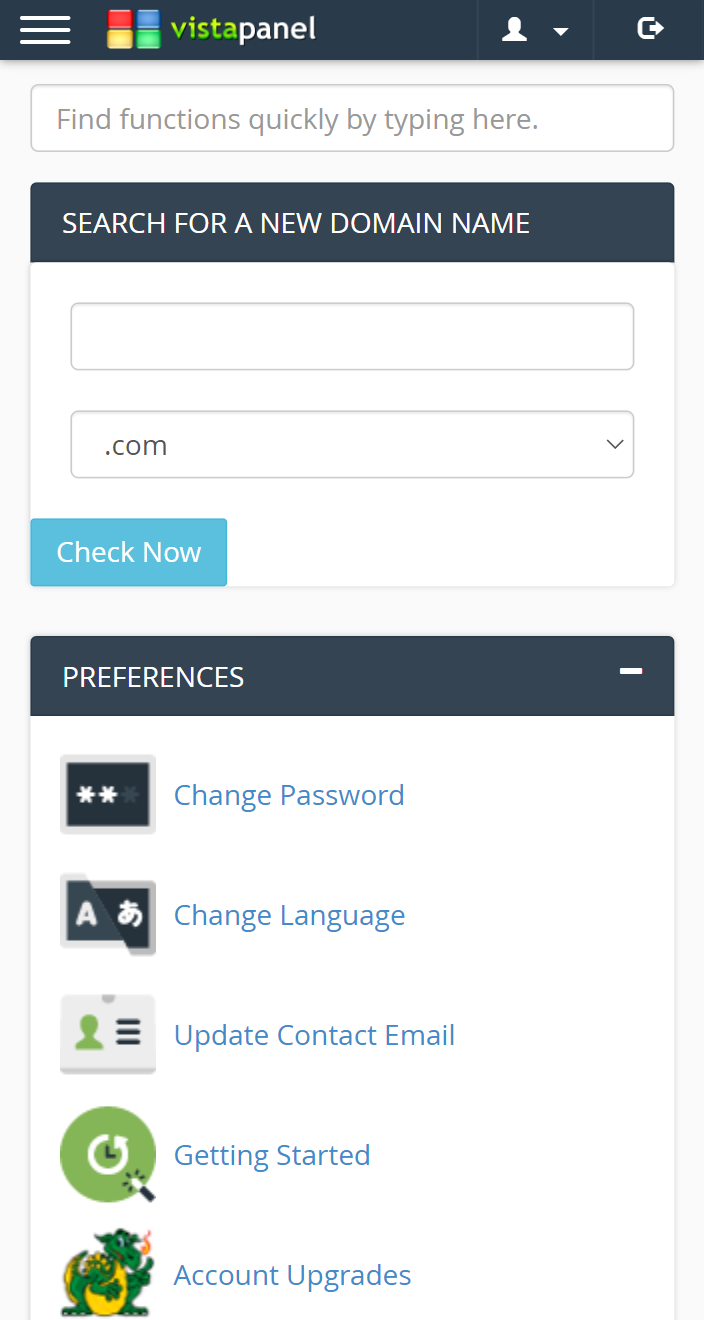 vistapanel
Find functions quickly by typing here.
SEARCH FOR A NEW DOMAIN NAME
.com
Check Now
PREFERENCES
***
Change Password
A あ
Change Language
Update Contact Email
Getting Started
Account Upgrades